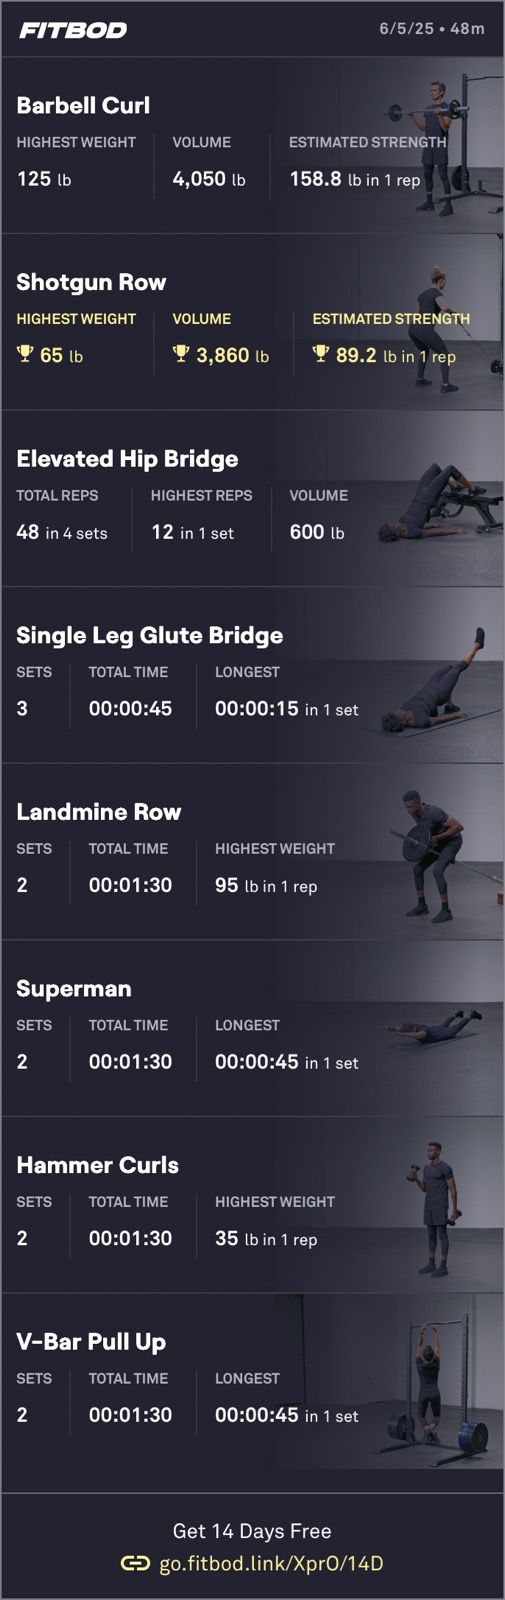 FITBOD
6/5/25 • 48m
Barbell Curl
HIGHEST WEIGHT VOLUME ESTIMATED STRENGTH
125 lb 4,050 lb 158.8 lb in 1 rep
Shotgun Row
HIGHEST WEIGHT VOLUME ESTIMATED STRENGTH
65 lb 3,860 lb 89.2 lb in 1 rep
Elevated Hip Bridge
TOTAL REPS HIGHEST REPS VOLUME
48 in 4 sets 12 in 1 set 600 lb
Single Leg Glute Bridge
SETS TOTAL TIME LONGEST
3 00:00:45 00:00:15 in 1 set
Landmine Row
SETS TOTAL TIME HIGHEST WEIGHT
2 00:01:30 95 lb in 1 rep
Superman
SETS TOTAL TIME LONGEST
2 00:01:30 00:00:45 in 1 set
Hammer Curls
SETS TOTAL TIME HIGHEST WEIGHT
2 00:01:30 35 lb in 1 rep
V-Bar Pull Up
SETS TOTAL TIME LONGEST
2 00:01:30 00:00:45 in 1 set
Get 14 Days Free
go.fitbod.link/XprO/14D